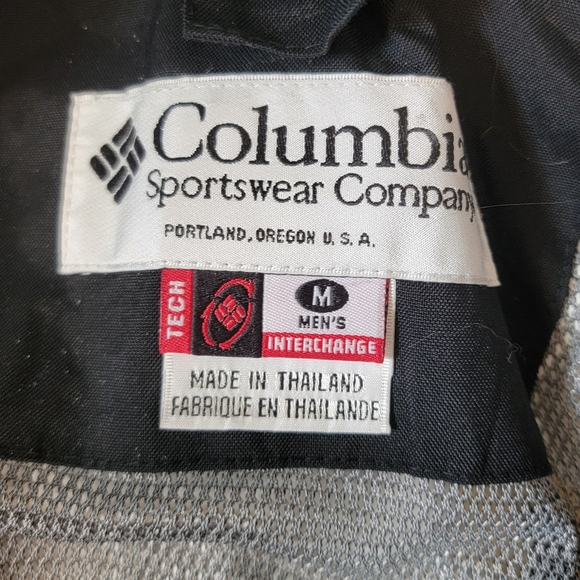 Columbia
Sportswear Company
PORTLAND, OREGON U.S.A.
TECH
M
MEN'S
INTERCHANGE
MADE IN THAILAND
FABRIQUE EN THAILANDE